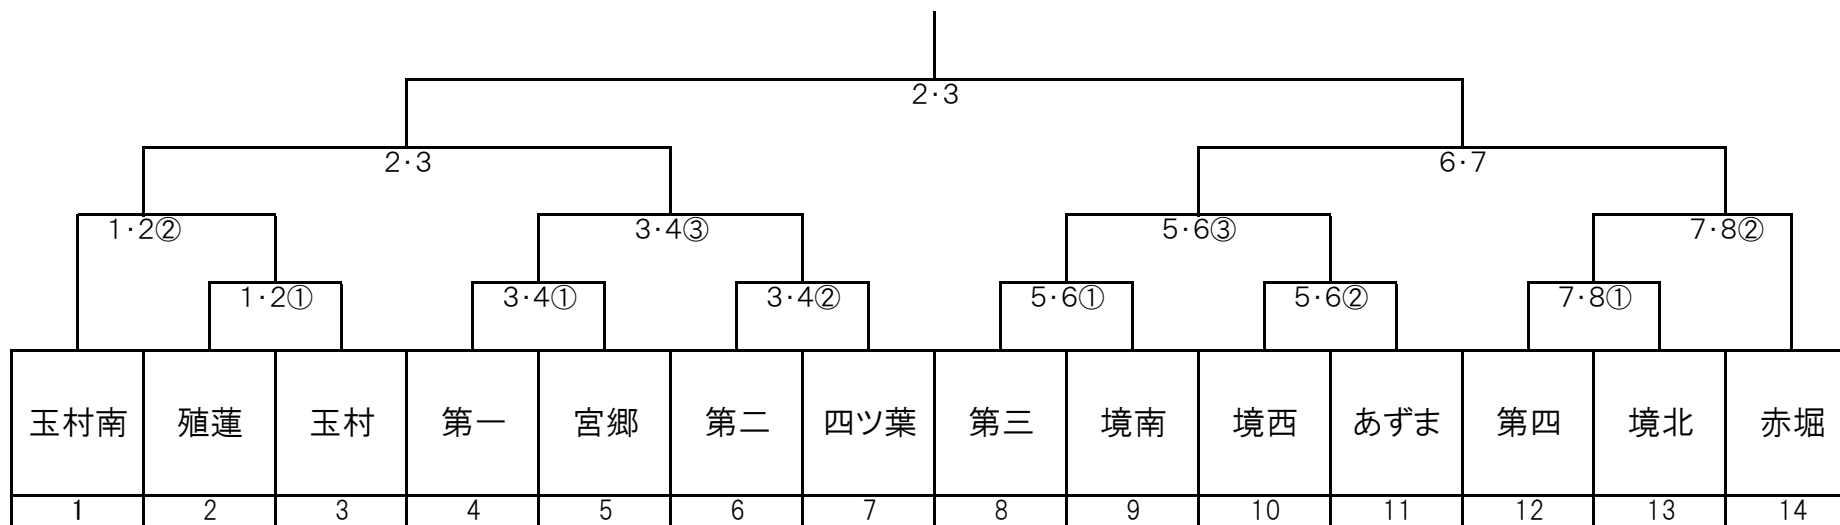 2・3
2・3 6・7
1・2② 3・4③ 5・6③ 7・8②
1・2① 3・4① 3・4② 5・6① 5・6② 7・8①
玉村南 殖蓮 玉村 第一 宮郷 第二 四ツ葉 第三 境南 境西 あずま 第四 境北 赤堀
1 2 3 4 5 6 7 8 9 10 11 12 13 14